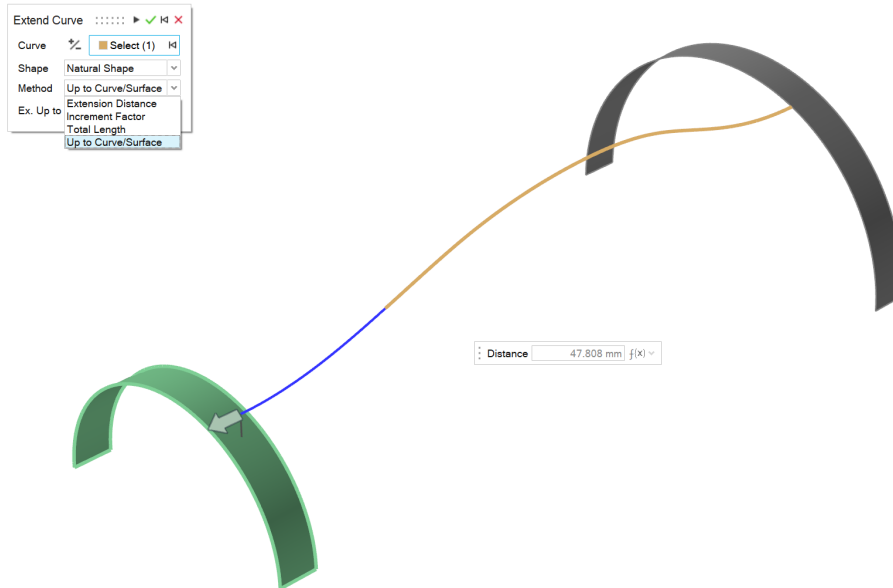 Extend Curve
Curve Select (1)
Shape Natural Shape
Method Up to Curve/Surface
Extension Distance
Ex. Up to
Increment Factor
Total Length
Up to Curve/Surface
Distance 47.808 mm f(x)